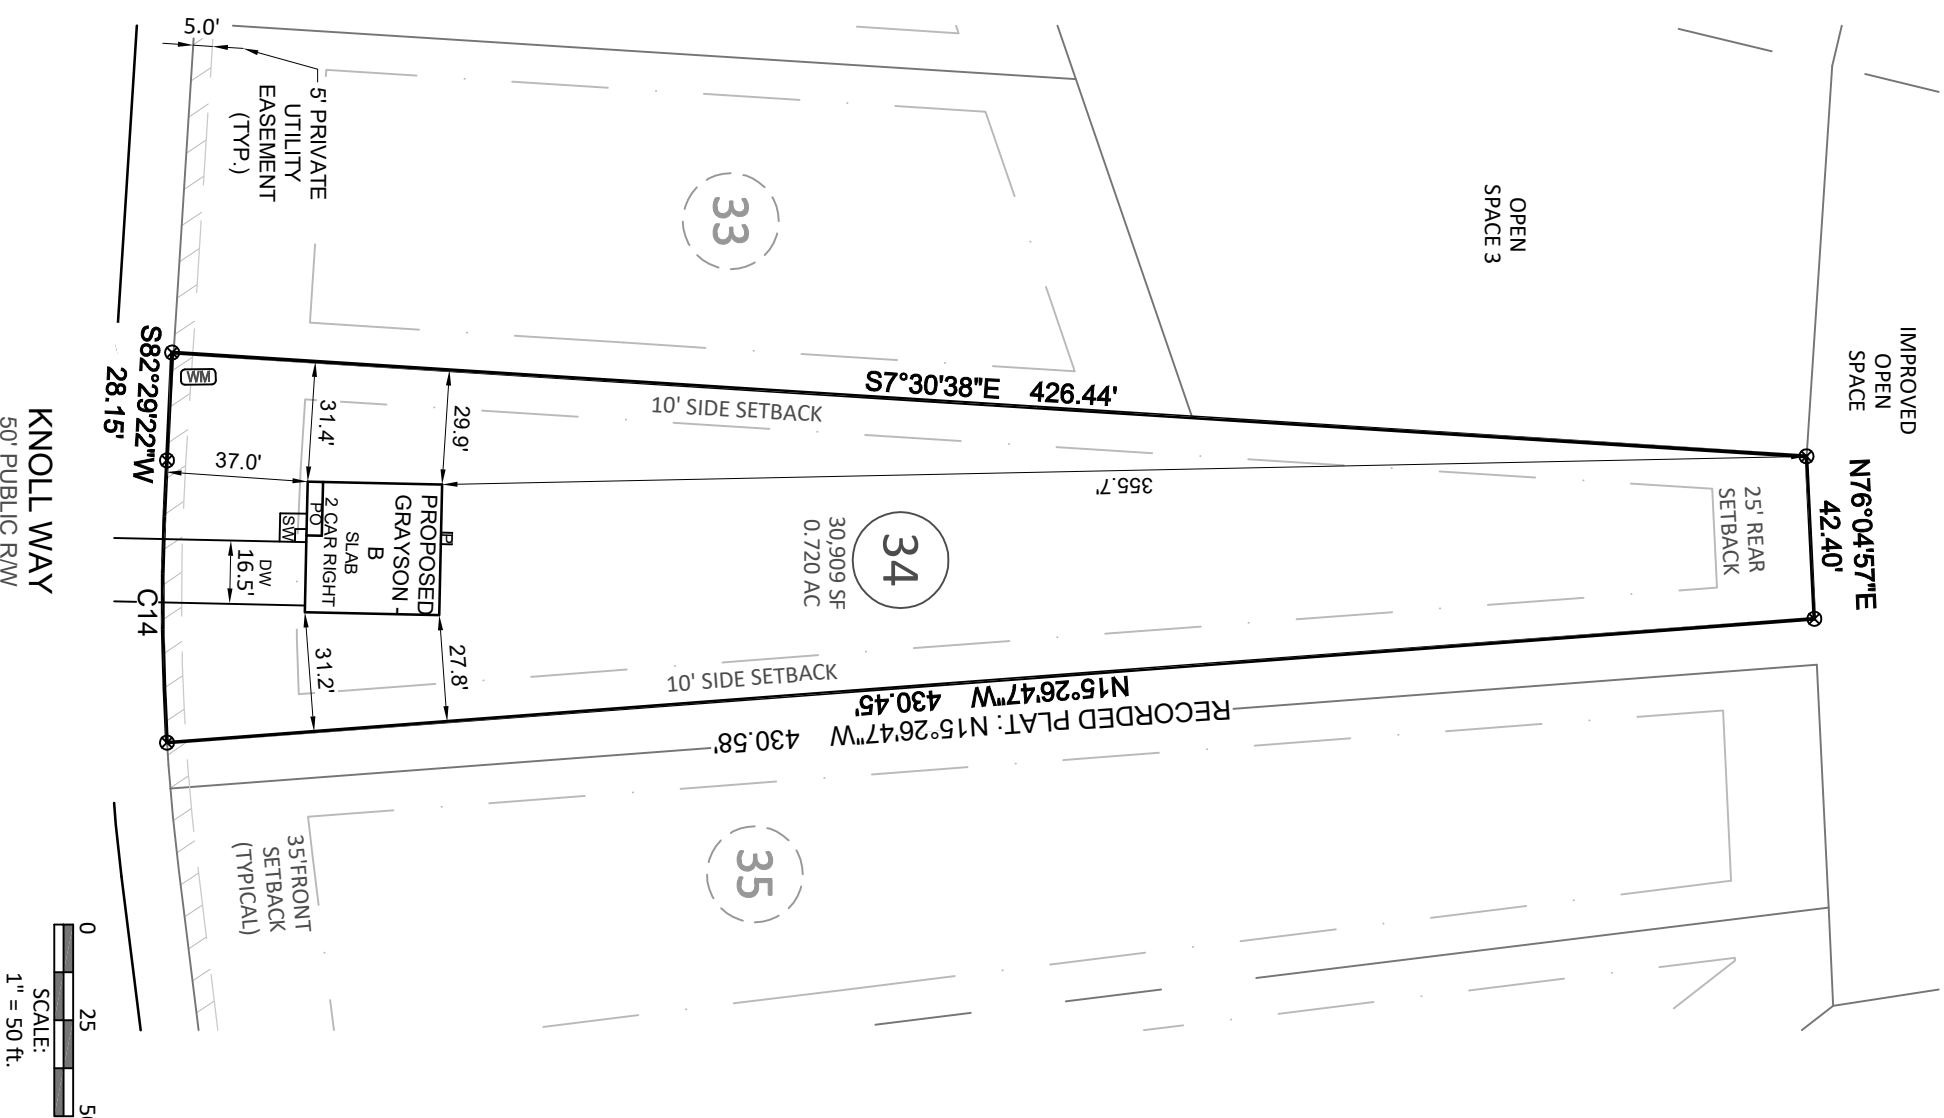 5.0'
5' PRIVATE
UTILITY
EASEMENT
(TYP.)
33
OPEN
SPACE 3
IMPROVED
OPEN
SPACE
S82°29'22"W
28.15'
WM
S7°30'38"E 426.44'
10' SIDE SETBACK
N76°04'57"E
42.40'
31.4'
29.9'
37.0'
355.7'
25' REAR
SETBACK
PROPOSED
GRAYSON -
B
SLAB
2 CAR RIGHT
PO
SW
P
34
30,909 SF
0.720 AC
DW
16.5'
C14
31.2'
27.8'
10' SIDE SETBACK
N15°26'47"W 430.45'
RECORDED PLAT: N15°26'47"W 430.58'
KNOLL WAY
50' PUBLIC R/W
35'FRONT
SETBACK
(TYPICAL)
35
0 25
SCALE:
1" = 50 ft.